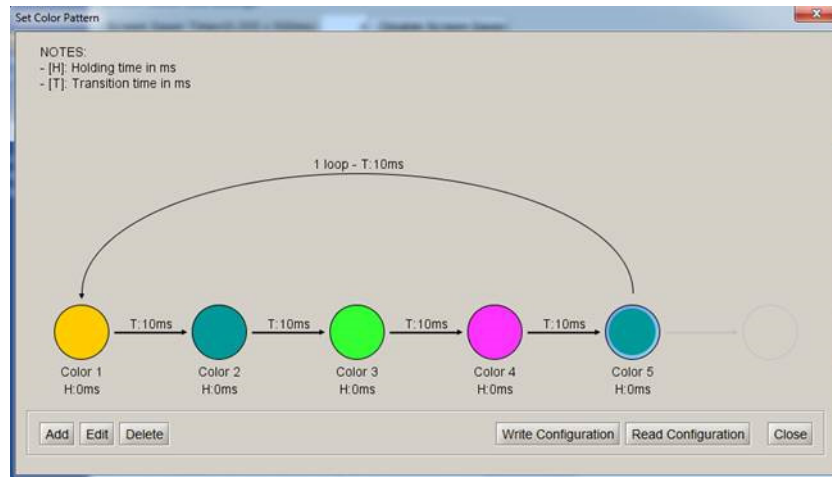 Set Color Pattern
NOTES:
- [H]: Holding time in ms
- [T]: Transition time in ms
1 loop - T:10ms
T:10ms T:10ms T:10ms T:10ms
Color 1 Color 2 Color 3 Color 4 Color 5
H:0ms H:0ms H:0ms H:0ms H:0ms
Add Edit Delete Write Configuration Read Configuration Close